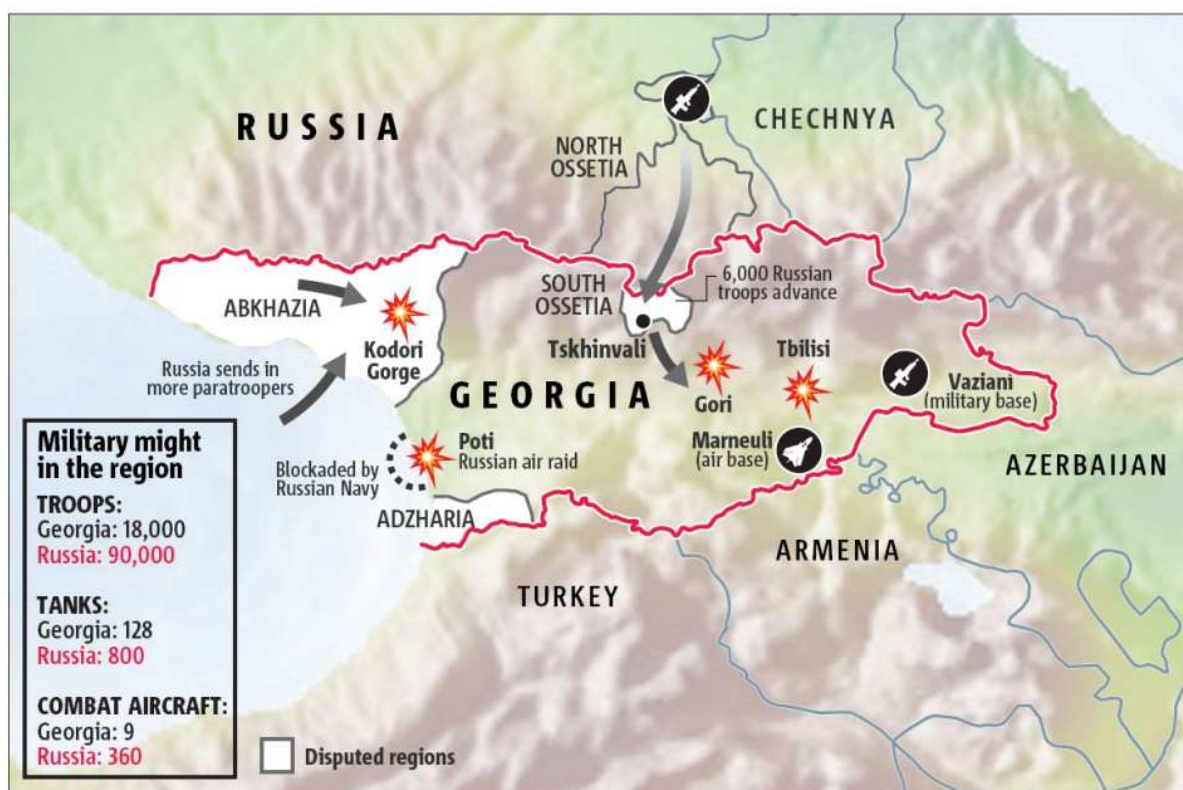 RUSSIA
CHECHNYA
NORTH
OSSETIA
SOUTH
OSSETIA
6,000 Russian
troops advance
ABKHAZIA
Kodori
Gorge
Tskhinvali
Tbilisi
Russia sends in
more paratroopers
GEORGIA
Gori
Vaziani
(military base)
Poti
Russian air raid
Marneuli
(air base)
Blockaded by
Russian Navy
AZERBAIJAN
ADZHARIA
ARMENIA
TURKEY
Military might
in the region
TROOPS:
Georgia: 18,000
Russia: 90,000
TANKS:
Georgia: 128
Russia: 800
COMBAT AIRCRAFT:
Georgia: 9
Russia: 360
Disputed regions